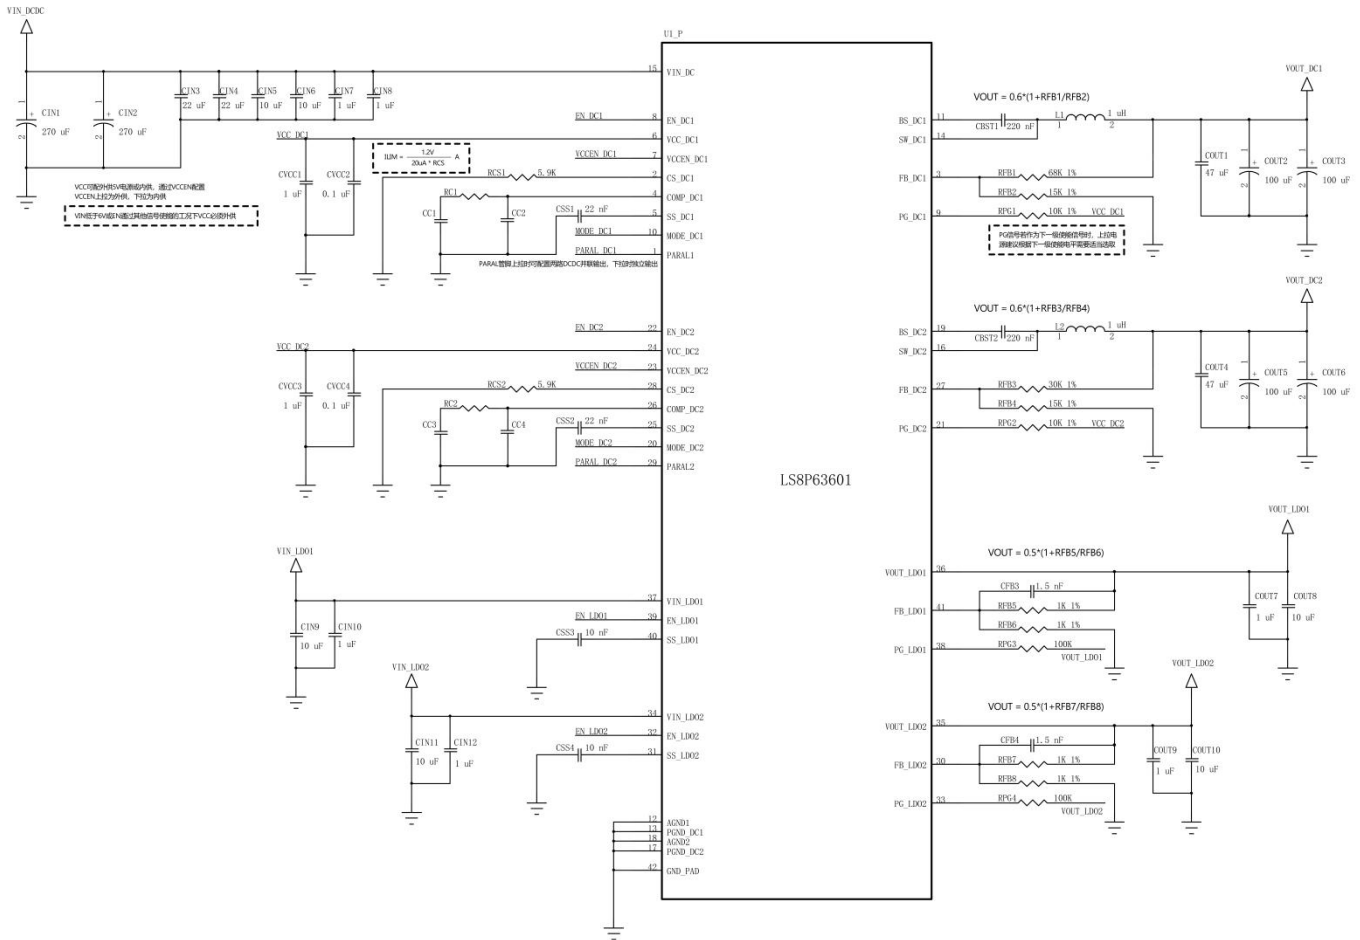 VIN_DCDC
U1_P
15 VIN_DC
CIN1
270 uF
CIN2
270 uF
CIN3
22 uF
CIN4
22 uF
CIN5
10 uF
CIN6
10 uF
CIN7
1 uF
CIN8
1 uF
1
2
1
2
VCC可配外供5V电源或内供，通过VCCEN配置
VCCEN上拉为外供，下拉为内供
VIN低于6V或EN通过其他信号使能的工况下VCC必须外供
EN_DC1 8 EN_DC1
VCC_DC1 6 VCC_DC1
VCCEN_DC1 7 VCCEN_DC1
ILIM = 1.2V / 20uA * RCS A
CVCC1
1 uF
CVCC2
0.1 uF
RCS1 5.9K 2 CS_DC1
RC1 4 COMP_DC1
CC1
CC2
CSS1 22 nF 5 SS_DC1
MODE_DC1 10 MODE_DC1
PARAL_DC1 1 PARAL1
PARAL管脚上拉时可配置两路DCDC并联输出，下拉时独立输出
EN_DC2 22 EN_DC2
VCC_DC2 24 VCC_DC2
VCCEN_DC2 23 VCCEN_DC2
CVCC3
1 uF
CVCC4
0.1 uF
RCS2 5.9K 28 CS_DC2
RC2 26 COMP_DC2
CC3
CC4
CSS2 22 nF 25 SS_DC2
MODE_DC2 20 MODE_DC2
PARAL_DC2 29 PARAL2
LS8P63601
VIN_LDO1
37 VIN_LDO1
EN_LDO1 39 EN_LDO1
CSS3 10 nF 40 SS_LDO1
CIN9
10 uF
CIN10
1 uF
VIN_LDO2
34 VIN_LDO2
EN_LDO2 32 EN_LDO2
CSS4 10 nF 31 SS_LDO2
CIN11
10 uF
CIN12
1 uF
12 AGND1
13 PGND_DC1
18 AGND2
17 PGND_DC2
42 GND_PAD
VOUT_DC1
VOUT = 0.6*(1+RFB1/RFB2)
BS_DC1 11 CBST1 220 nF
L1 1 uH
1 2
SW_DC1 14
FB_DC1 3 RFB1 68K 1%
RFB2 15K 1%
PG_DC1 9 RPG1 10K 1% VCC_DC1
PG信号若作为下一级使能信号时，上拉电
源建议根据下一级使能电平需要适当选取
COUT1
47 uF
COUT2
100 uF
COUT3
100 uF
1
2
1
2
VOUT_DC2
VOUT = 0.6*(1+RFB3/RFB4)
BS_DC2 19 CBST2 220 nF
L2 1 uH
1 2
SW_DC2 16
FB_DC2 27 RFB3 30K 1%
RFB4 15K 1%
PG_DC2 21 RPG2 10K 1% VCC_DC2
COUT4
47 uF
COUT5
100 uF
COUT6
100 uF
1
2
1
2
VOUT_LDO1
VOUT = 0.5*(1+RFB5/RFB6)
VOUT_LDO1 36
CFB3 1.5 nF
FB_LDO1 41 RFB5 1K 1%
RFB6 1K 1%
PG_LDO1 38 RPG3 100K
VOUT_LDO1
COUT7
1 uF
COUT8
10 uF
VOUT_LDO2
VOUT = 0.5*(1+RFB7/RFB8)
VOUT_LDO2 35
CFB4 1.5 nF
FB_LDO2 30 RFB7 1K 1%
RFB8 1K 1%
PG_LDO2 33 RPG4 100K
VOUT_LDO2
COUT9
1 uF
COUT10
10 uF